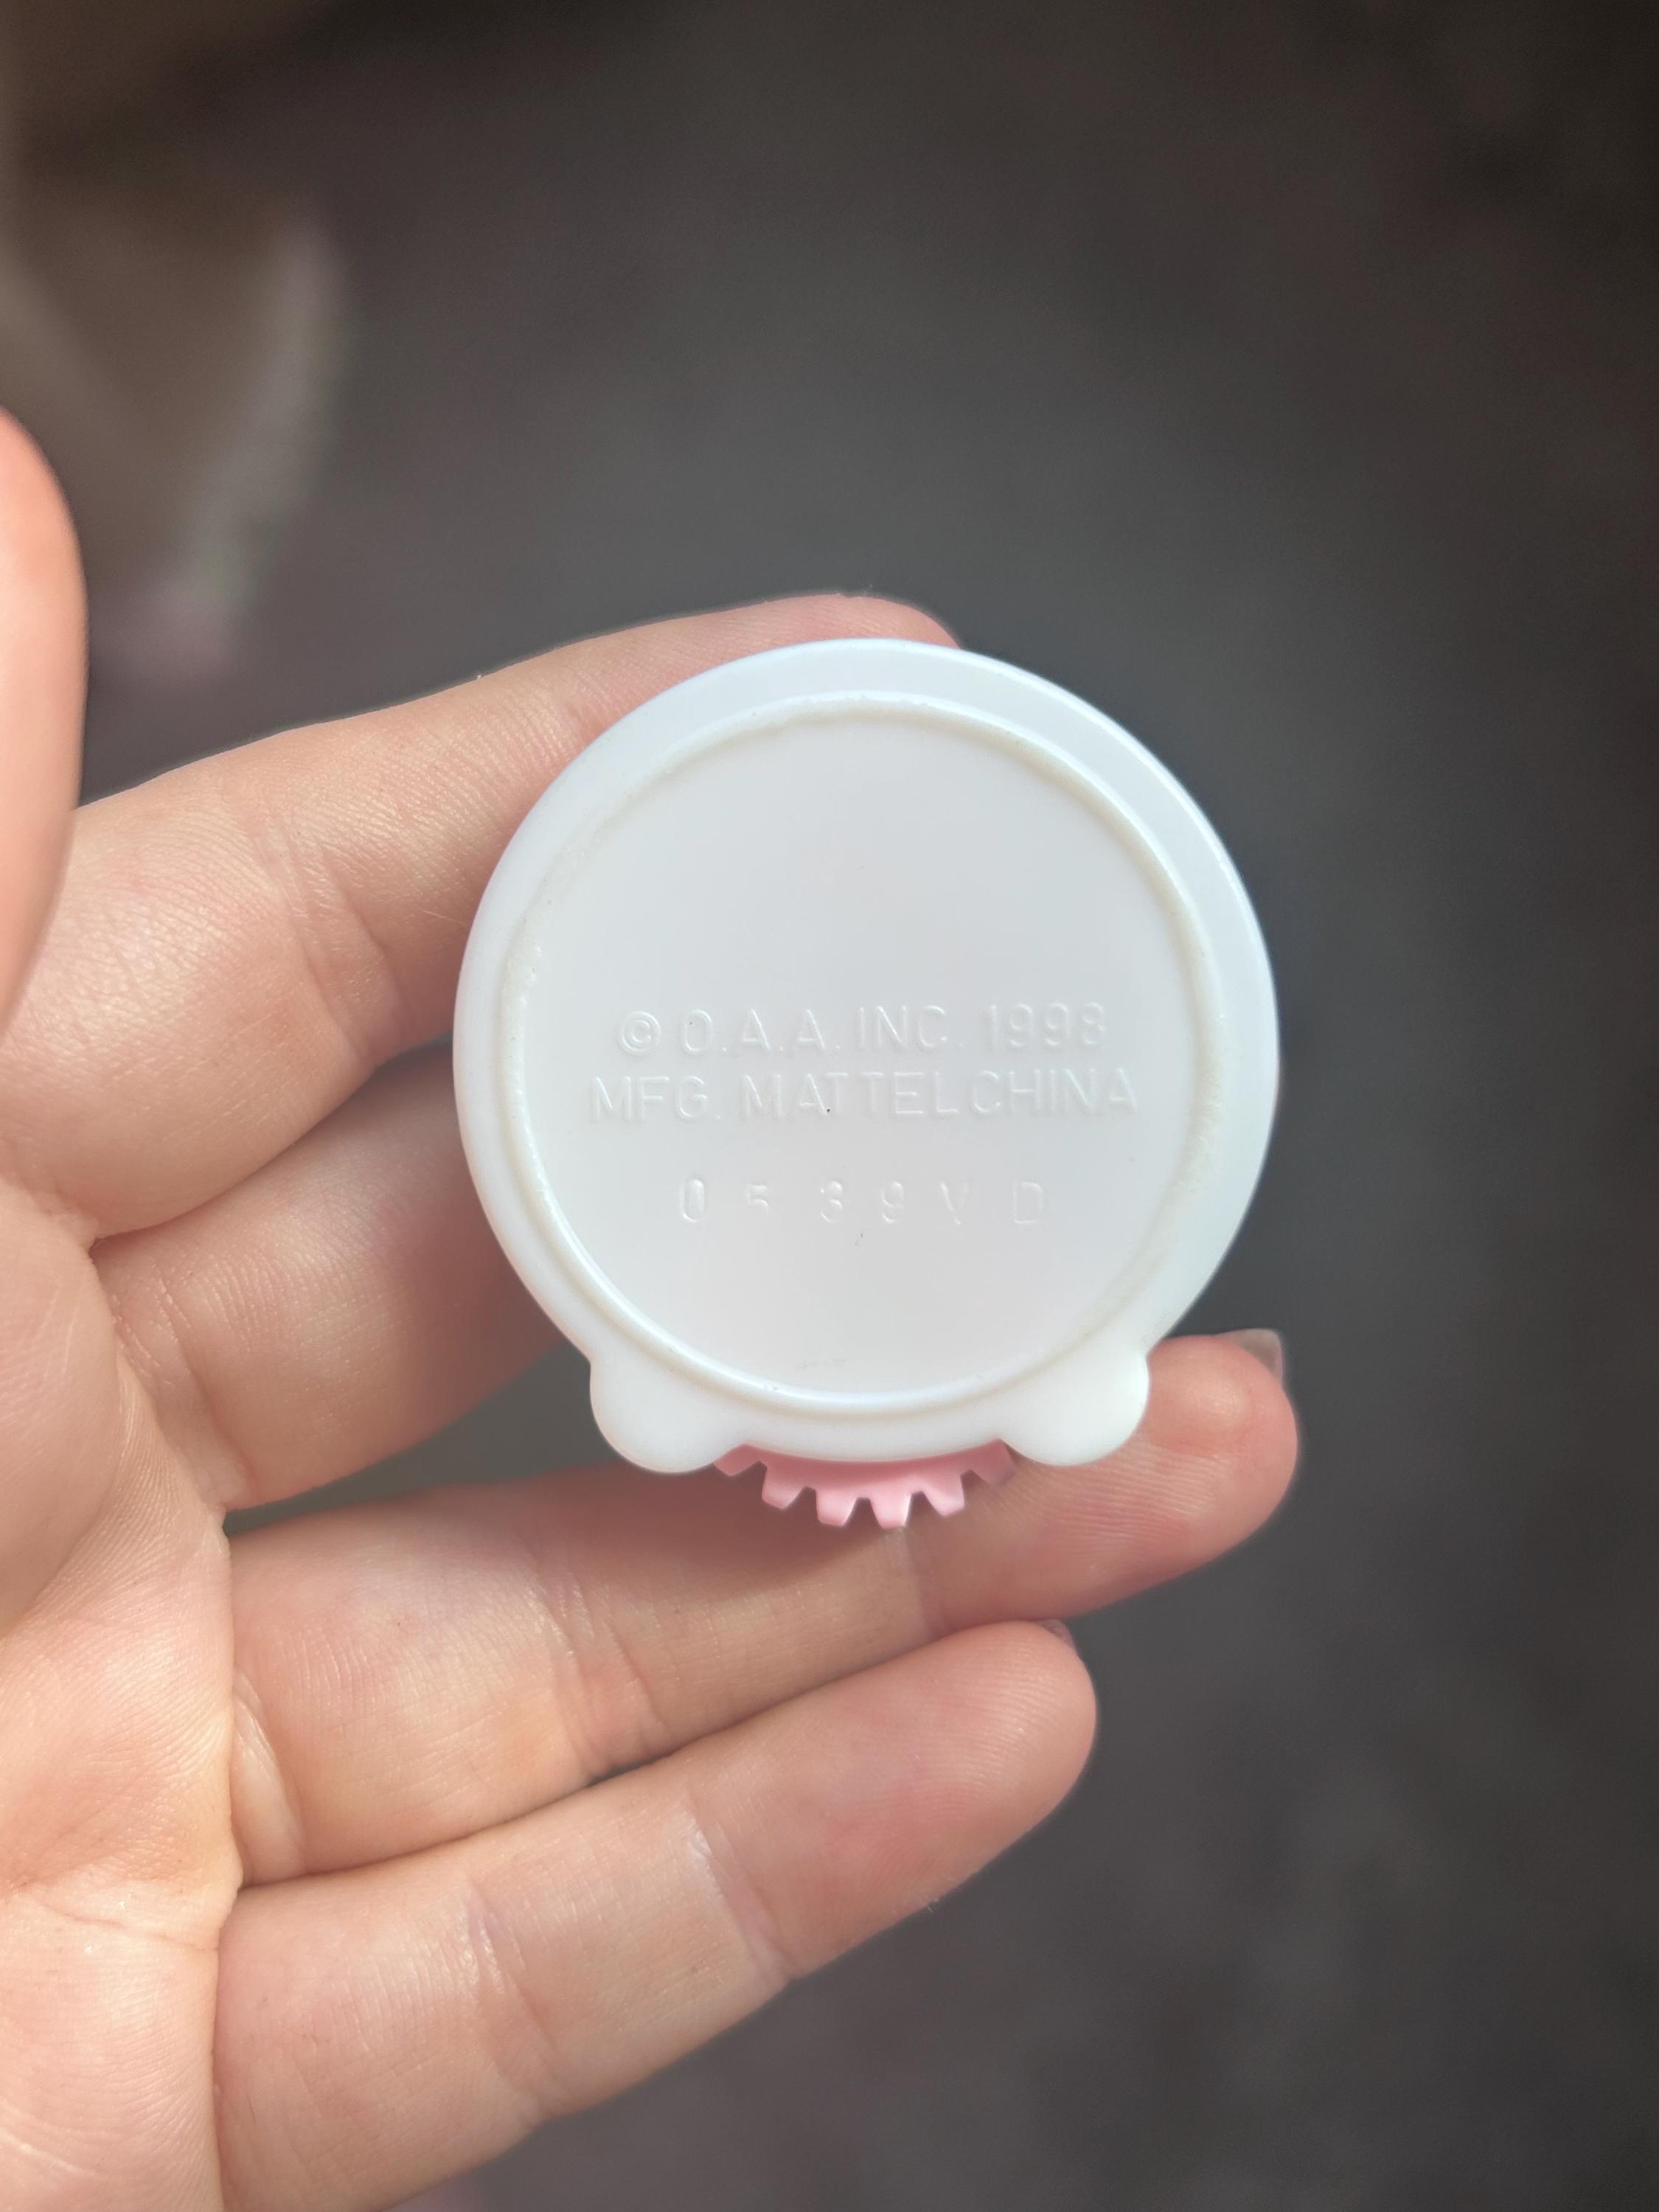 © O.A.A. INC. 1998
MFG. MATTEL CHINA
0539VD